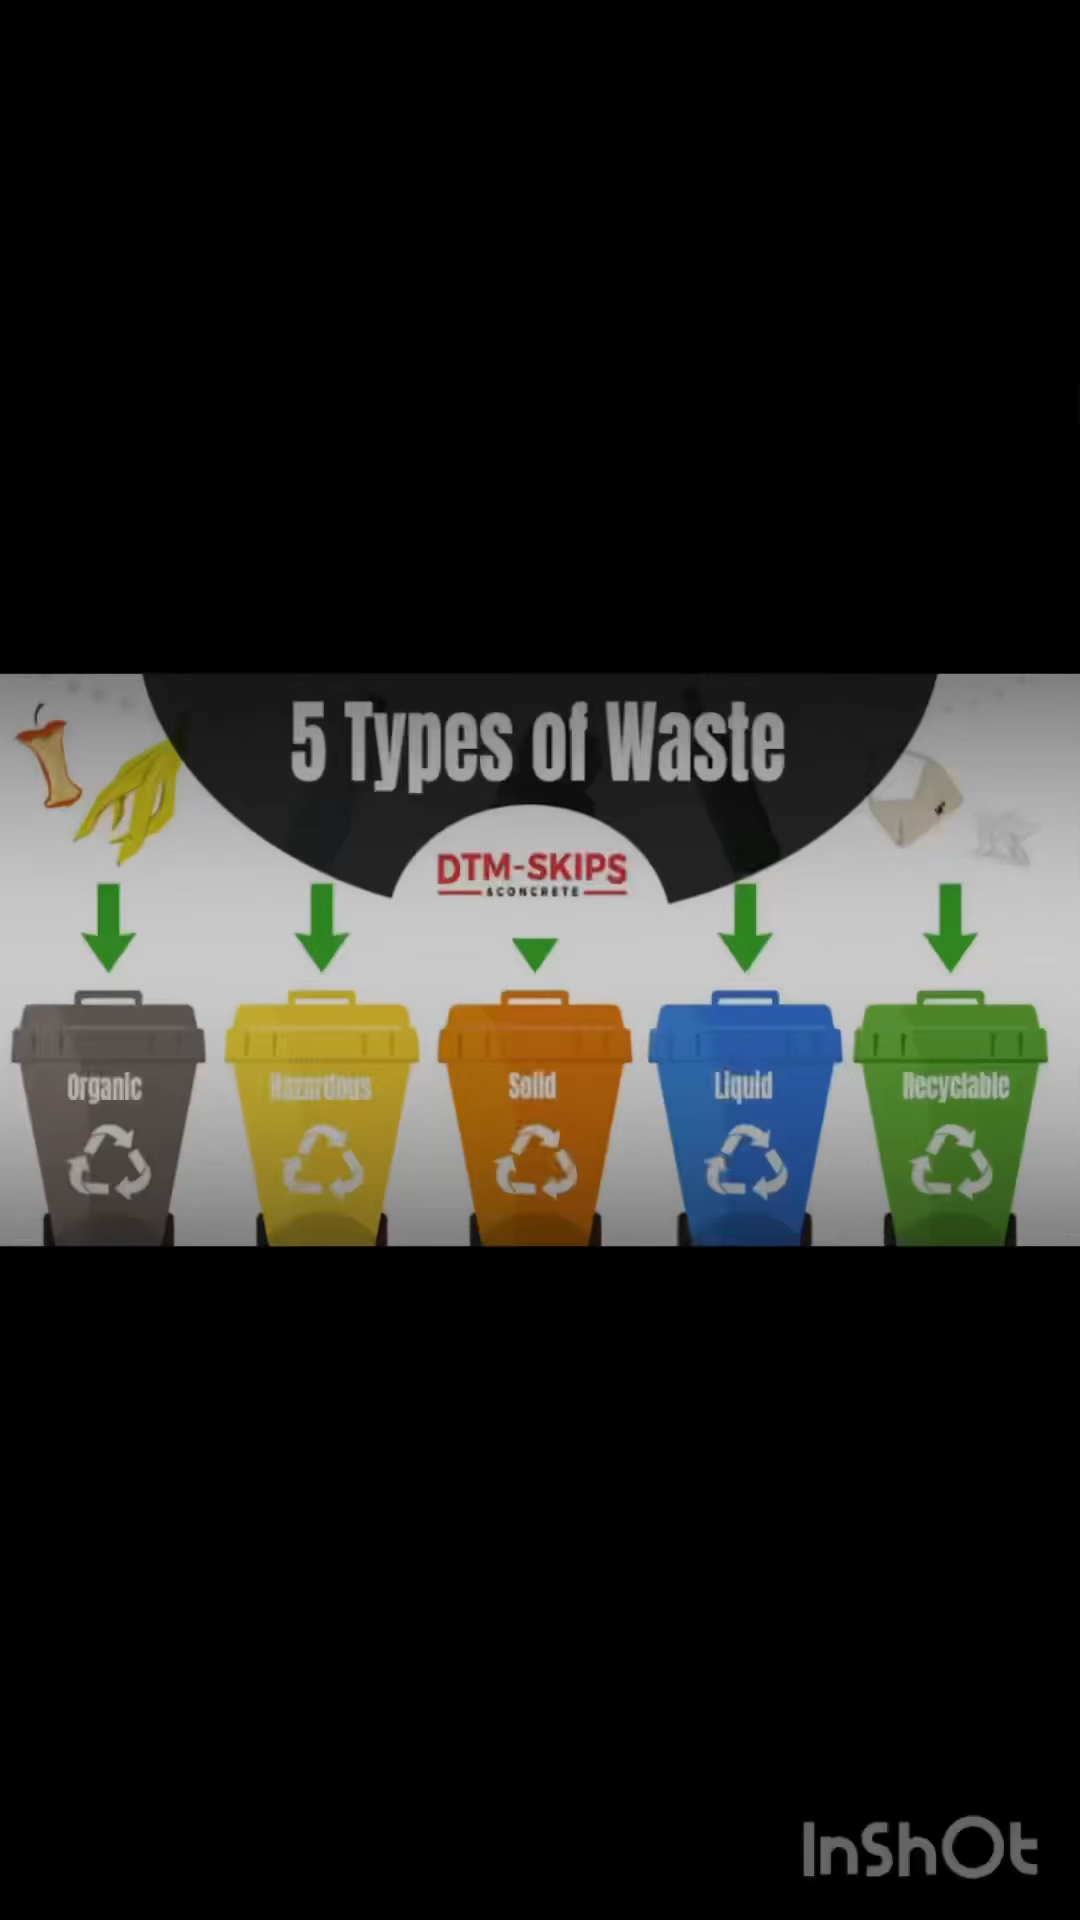 5 Types of Waste
DTM-SKIPS
&CONCRETE
Organic
Hazardous
Solid
Liquid
Recyclable
InShOt